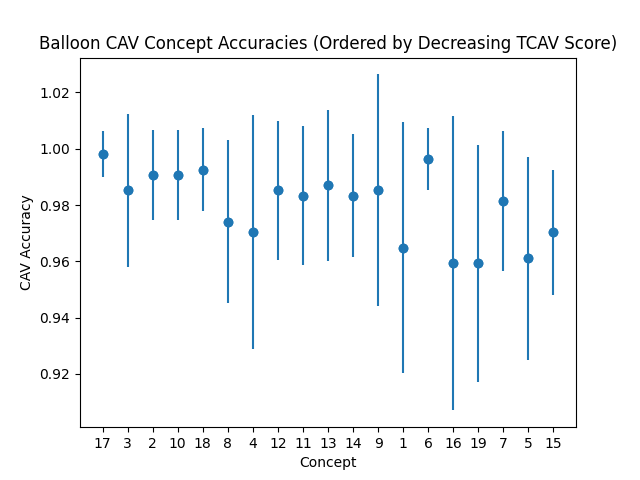 Balloon CAV Concept Accuracies (Ordered by Decreasing TCAV Score)
1.02
1.00
0.98
0.96
0.94
0.92
CAV Accuracy
17 3 2 10 18 8 4 12 11 13 14 9 1 6 16 19 7 5 15
Concept